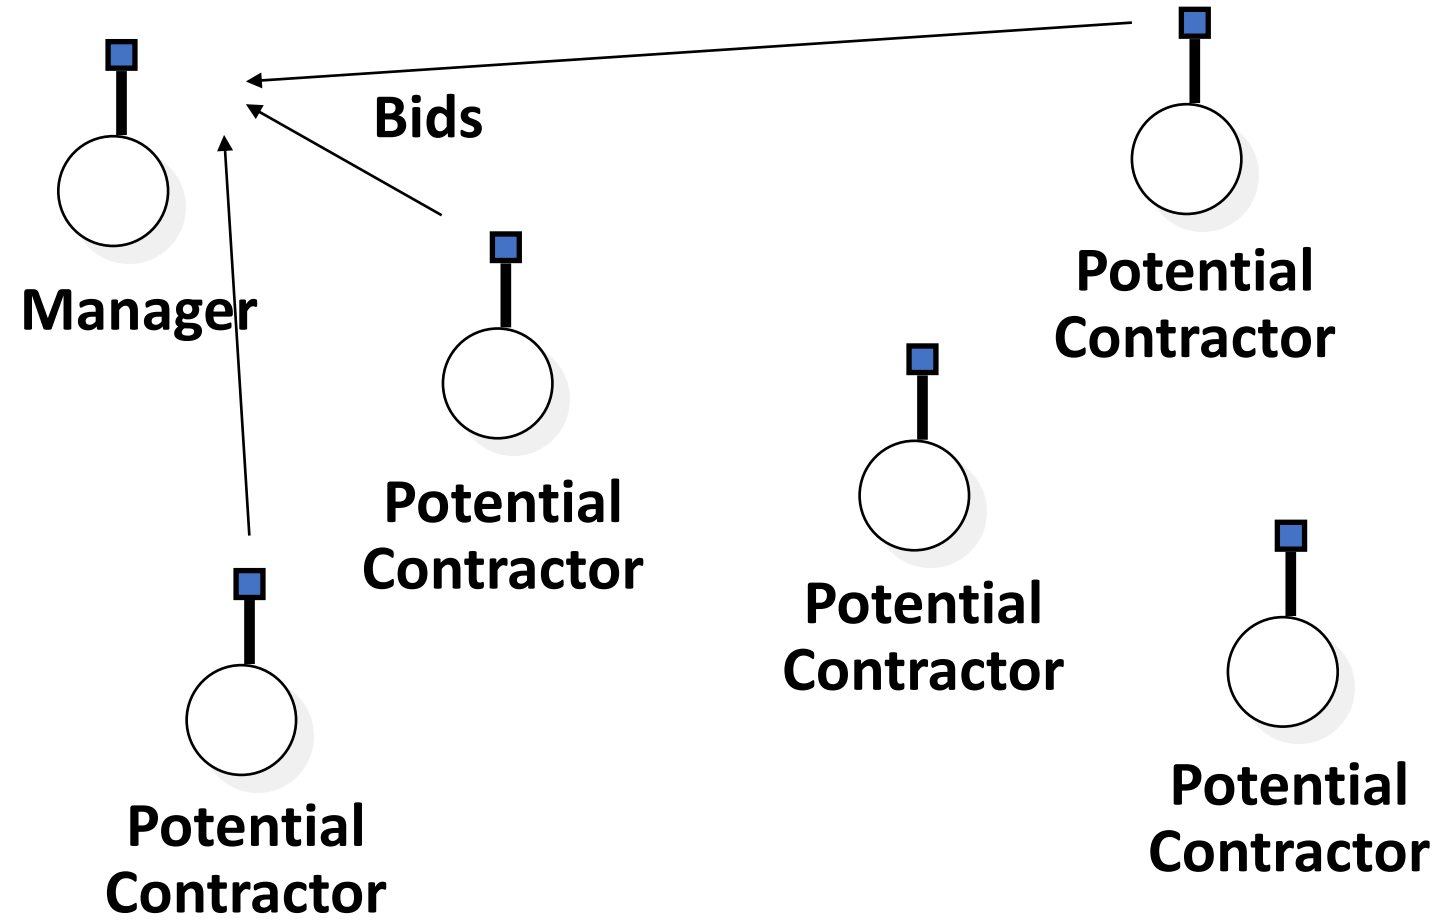 Bids
Manager
Potential
Contractor
Potential
Contractor
Potential
Contractor
Potential
Contractor
Potential
Contractor